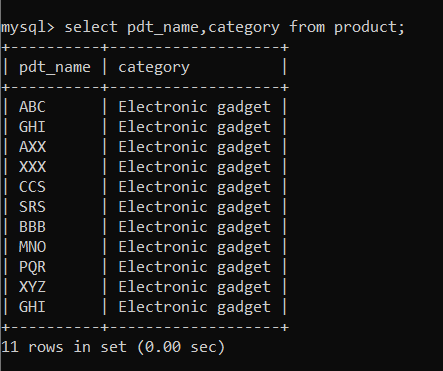 mysql> select pdt_name,category from product;
+----------+-------------------+
| pdt_name | category          |
+----------+-------------------+
| ABC      | Electronic gadget |
| GHI      | Electronic gadget |
| AXX      | Electronic gadget |
| XXX      | Electronic gadget |
| CCS      | Electronic gadget |
| SRS      | Electronic gadget |
| BBB      | Electronic gadget |
| MNO      | Electronic gadget |
| PQR      | Electronic gadget |
| XYZ      | Electronic gadget |
| GHI      | Electronic gadget |
+----------+-------------------+
11 rows in set (0.00 sec)